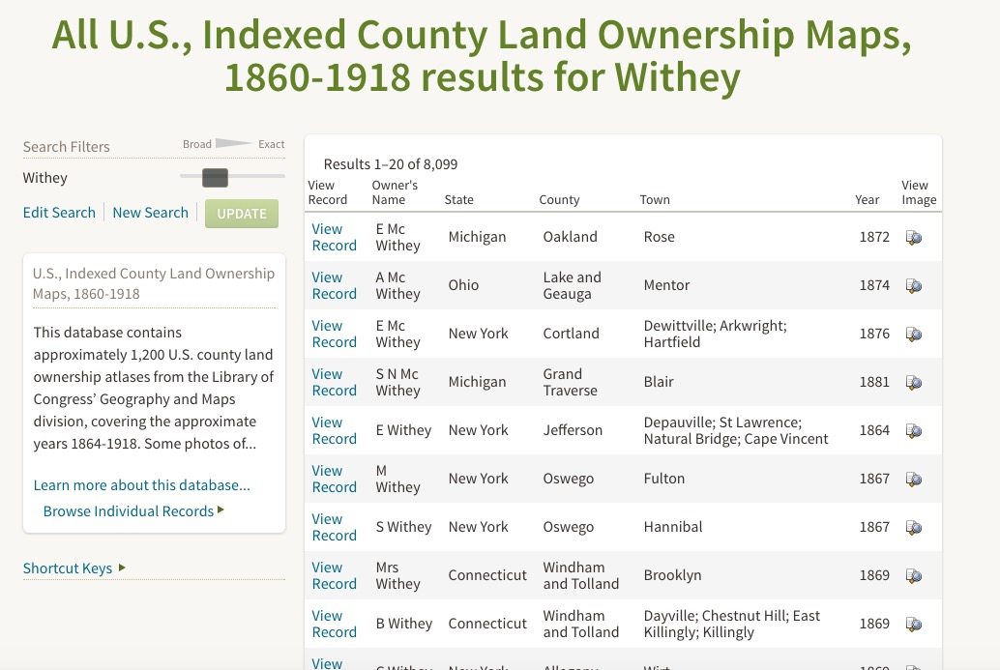 All U.S., Indexed County Land Ownership Maps,
1860-1918 results for Withey
Search Filters
Broad Exact
Withey
Edit Search New Search UPDATE
U.S., Indexed County Land Ownership
Maps, 1860-1918
This database contains
approximately 1,200 U.S. county land
ownership atlases from the Library of
Congress’ Geography and Maps
division, covering the approximate
years 1864-1918. Some photos of...
Learn more about this database...
Browse Individual Records
Shortcut Keys
Results 1–20 of 8,099
View Record Owner's Name State County Town Year View Image
View Record E Mc Withey Michigan Oakland Rose 1872
View Record A Mc Withey Ohio Lake and Geauga Mentor 1874
View Record E Mc Withey New York Cortland Dewittville; Arkwright; Hartfield 1876
View Record S N Mc Withey Michigan Grand Traverse Blair 1881
View Record E Withey New York Jefferson Depauville; St Lawrence; Natural Bridge; Cape Vincent 1864
View Record M Withey New York Oswego Fulton 1867
View Record S Withey New York Oswego Hannibal 1867
View Record Mrs Withey Connecticut Windham and Tolland Brooklyn 1869
View Record B Withey Connecticut Windham and Tolland Dayville; Chestnut Hill; East Killingly; Killingly 1869
View